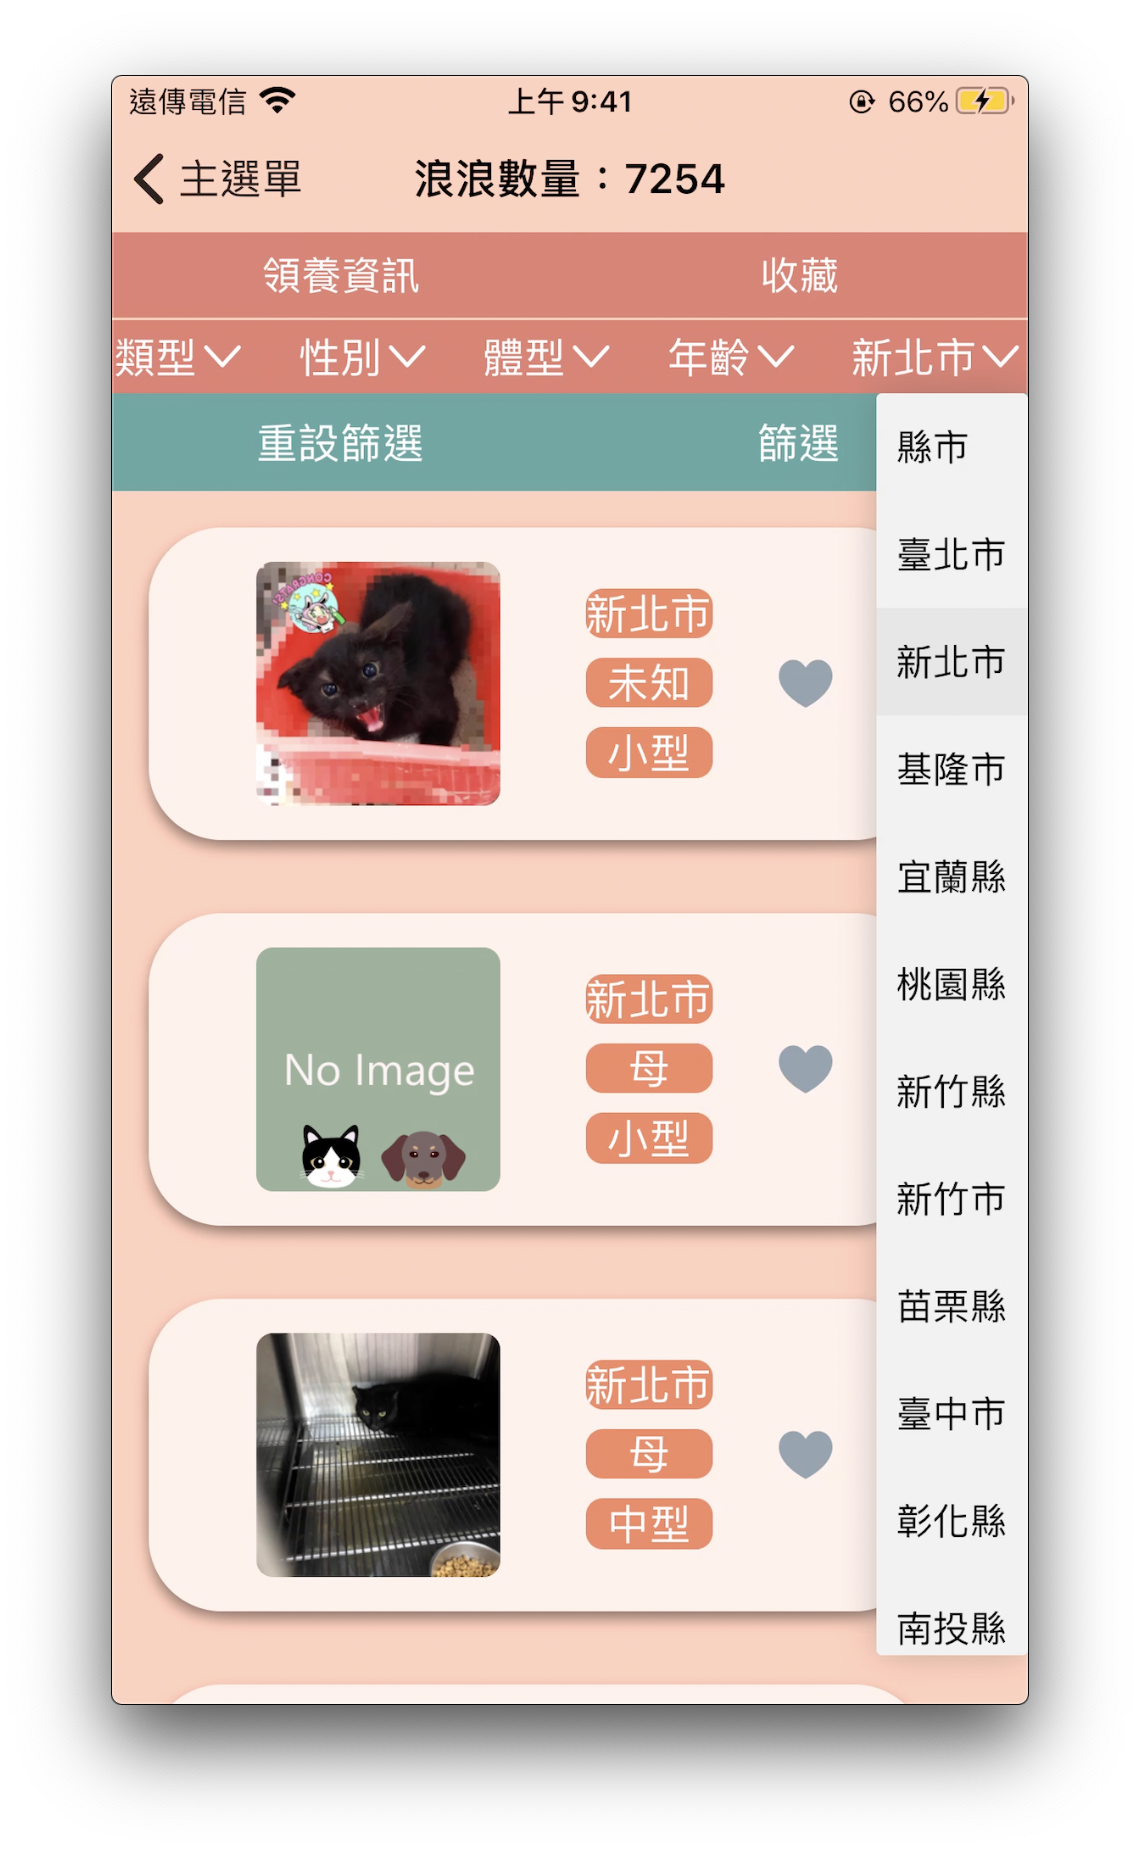 遠傳電信 上午 9:41 66%
主選單 浪浪數量：7254
領養資訊 收藏
類型 性別 體型 年齡 新北市
重設篩選 篩選
縣市
臺北市
新北市
基隆市
宜蘭縣
桃園縣
新竹縣
新竹市
苗栗縣
臺中市
彰化縣
南投縣
CONGRATS!
新北市
未知
小型
No Image
新北市
母
小型
新北市
母
中型